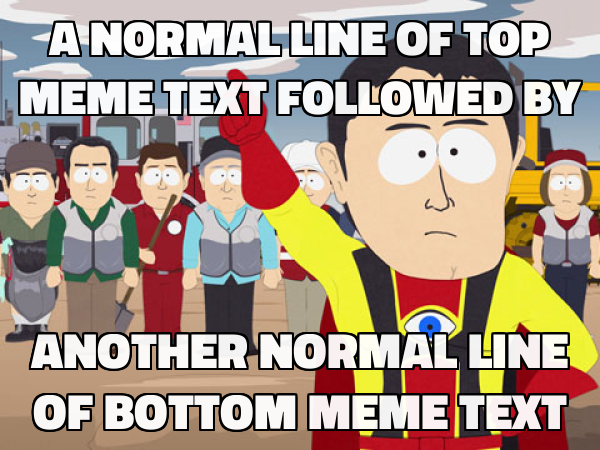 A NORMAL LINE OF TOP
MEME TEXT FOLLOWED BY
ANOTHER NORMAL LINE
OF BOTTOM MEME TEXT